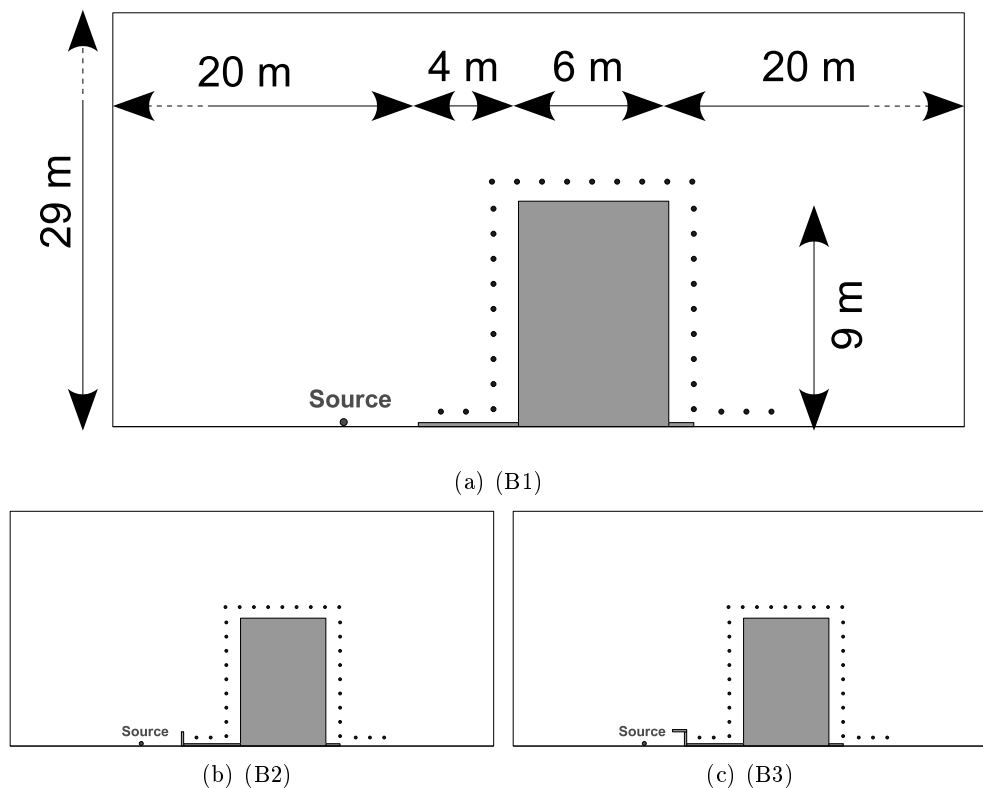 20 m
4 m
6 m
20 m
29 m
9 m
Source
(a) (B1)
Source
Source
(b) (B2)
(c) (B3)